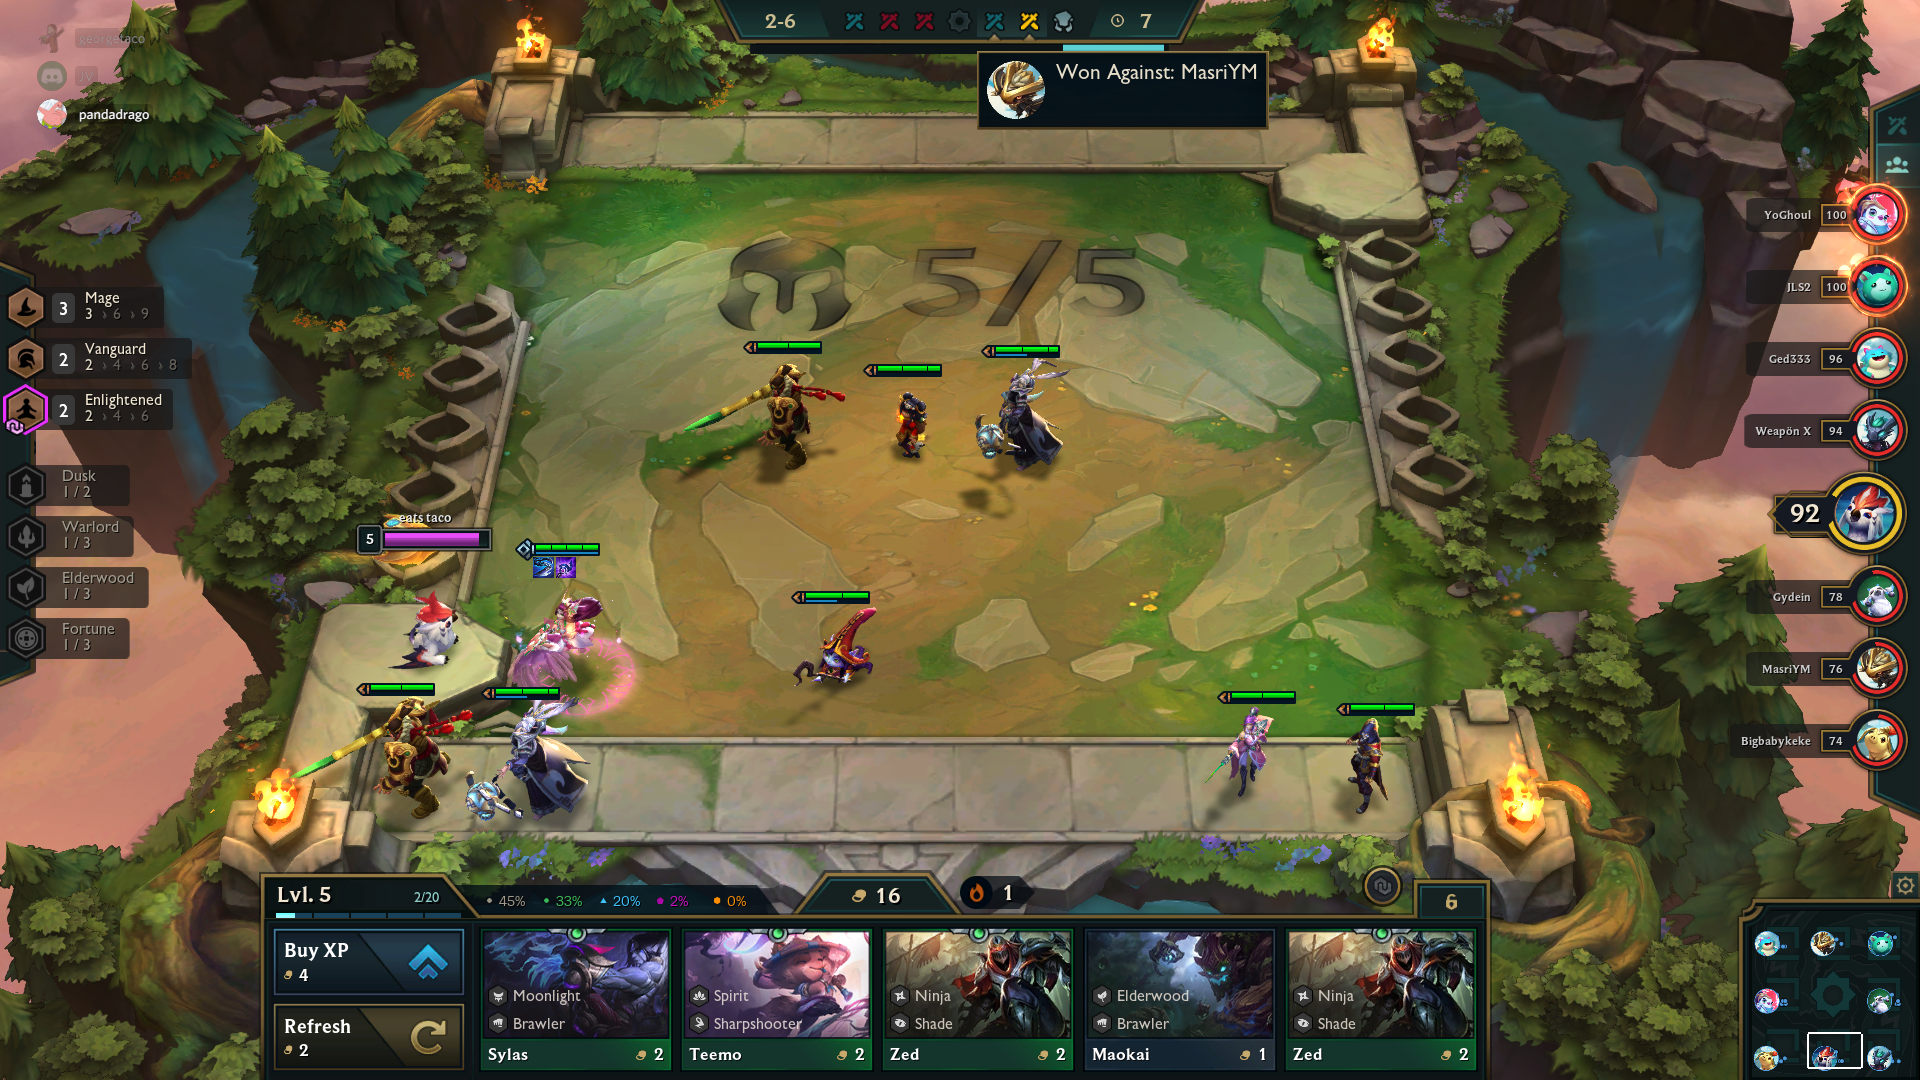 2-6
7
georgetaco
JV
pandadrago
Won Against: MasriYM
5/5
3
Mage
3 › 6 › 9
2
Vanguard
2 › 4 › 6 › 8
2
Enlightened
2 › 4 › 6
Dusk
1 / 2
Warlord
1 / 3
Elderwood
1 / 3
Fortune
1 / 3
eats taco
5
YoGhoul 100
JLS2 100
Ged333 96
Weapön X 94
92
Gydein 78
MasriYM 76
Bigbabykeke 74
Lvl. 5
2/20
45% 33% 20% 2% 0%
16
1
6
Buy XP
4
Refresh
2
Moonlight
Brawler
Sylas 2
Spirit
Sharpshooter
Teemo 2
Ninja
Shade
Zed 2
Elderwood
Brawler
Maokai 1
Ninja
Shade
Zed 2